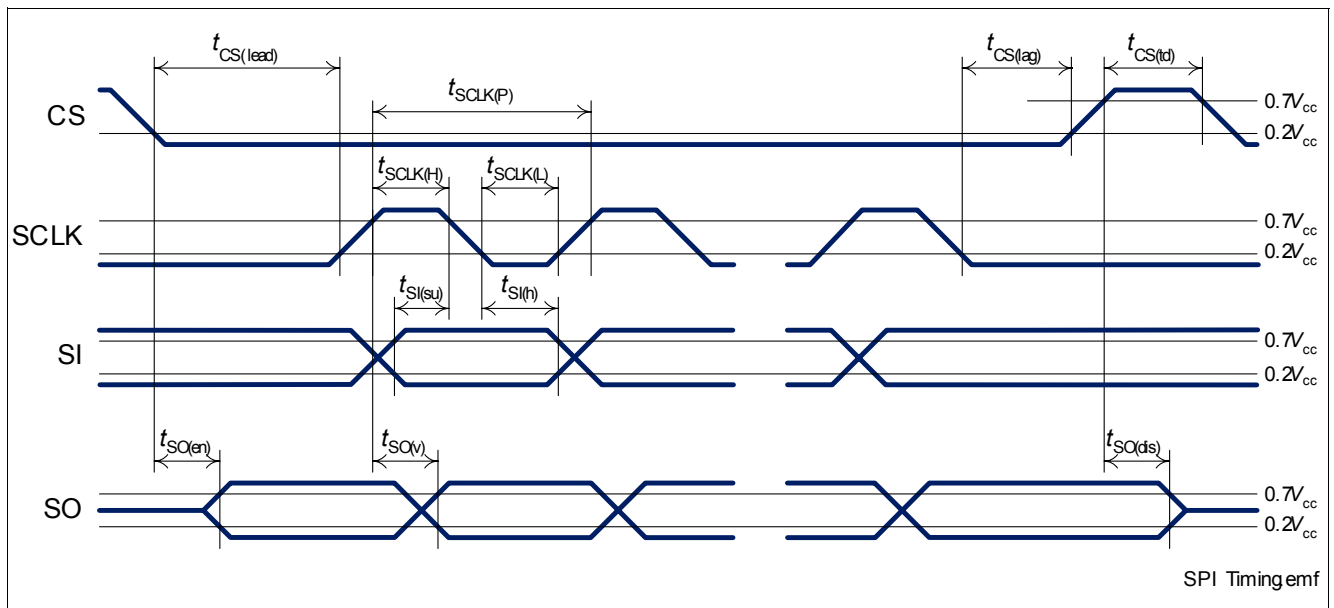 tCS(lead)
tCS(lag)
tCS(td)
tSCLK(P)
CS
0.7Vcc
0.2Vcc
tSCLK(H)
tSCLK(L)
SCLK
0.7Vcc
0.2Vcc
tSI(su)
tSI(h)
SI
0.7Vcc
0.2Vcc
tSO(en)
tSO(v)
tSO(dis)
SO
0.7Vcc
0.2Vcc
SPI Timing.emf